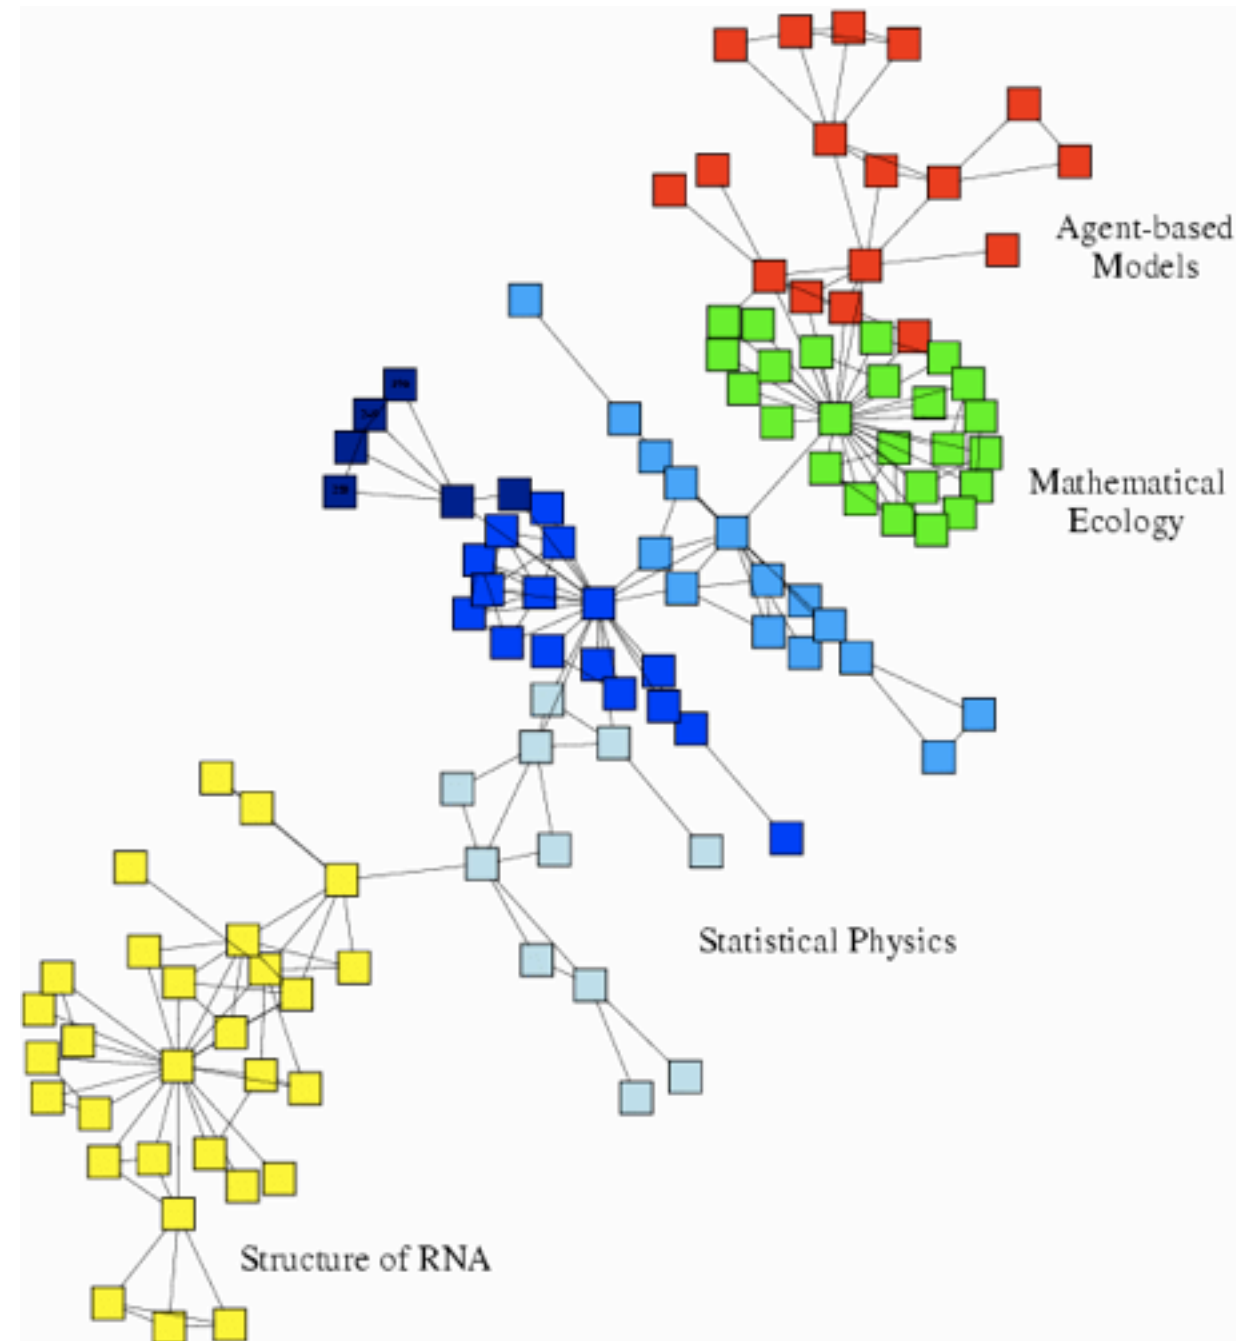 Agent-based
Models
Mathematical
Ecology
Statistical Physics
Structure of RNA